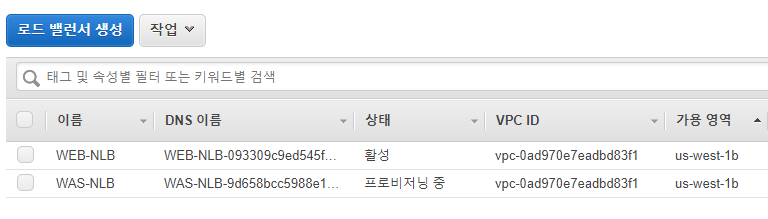 로드 밸런서 생성 작업
태그 및 속성별 필터 또는 키워드별 검색
이름 DNS 이름 상태 VPC ID 가용 영역
WEB-NLB WEB-NLB-093309c9ed545f... 활성 vpc-0ad970e7eadbd83f1 us-west-1b
WAS-NLB WAS-NLB-9d658bcc5988e1... 프로비저닝 중 vpc-0ad970e7eadbd83f1 us-west-1b